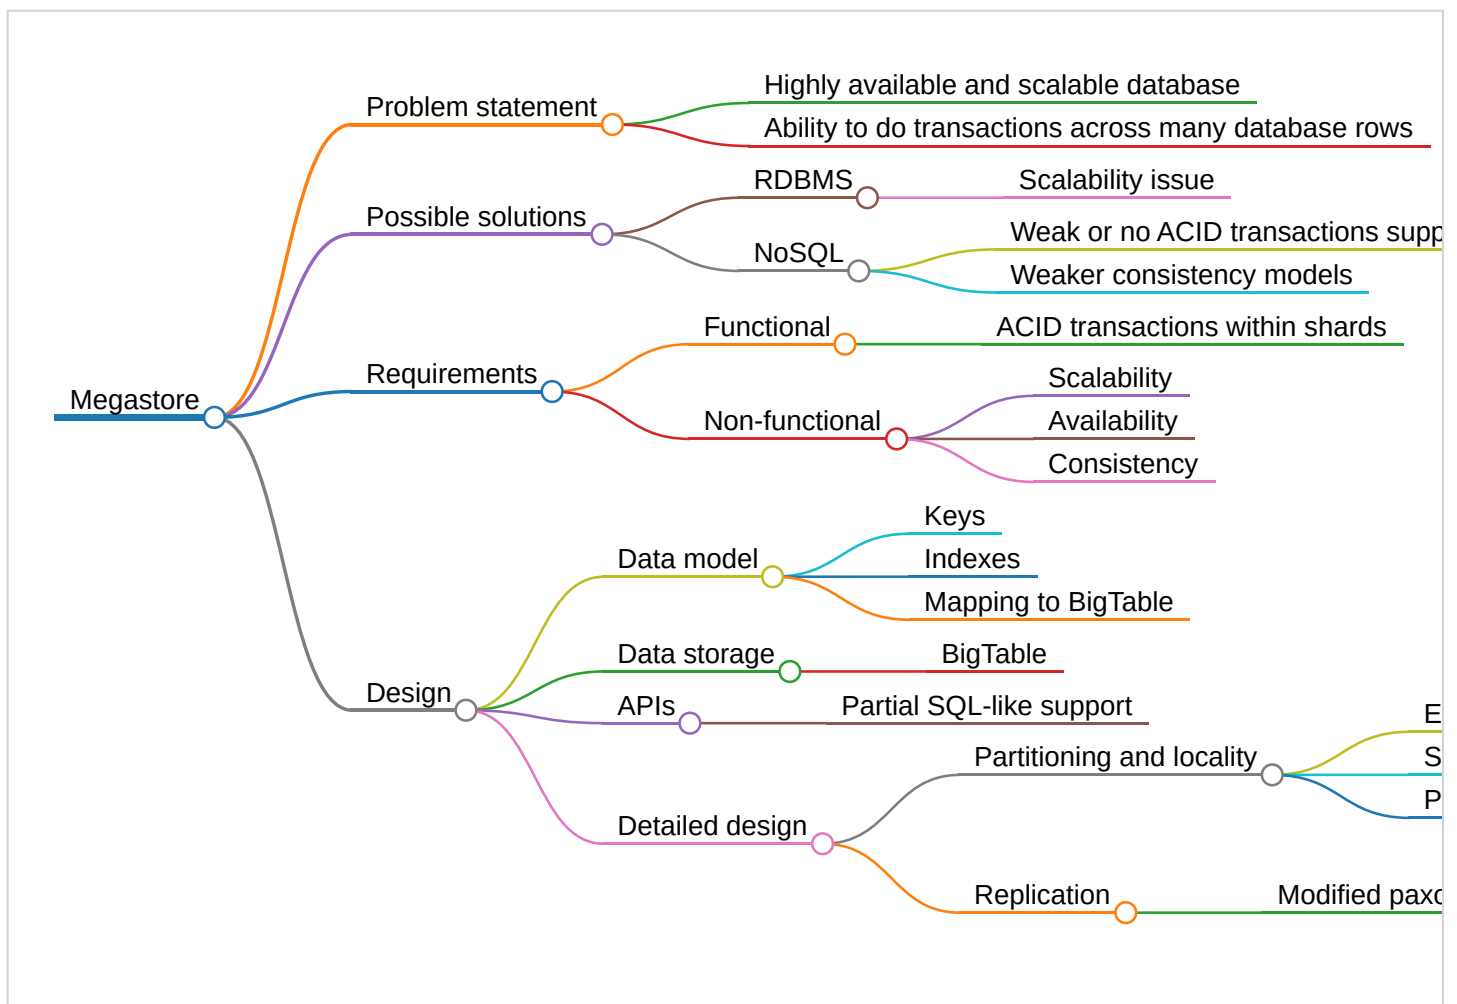 Highly available and scalable database
Problem statement
Ability to do transactions across many database rows
RDBMS
Scalability issue
Possible solutions
Weak or no ACID transactions supp
NoSQL
Weaker consistency models
Functional
ACID transactions within shards
Requirements
Scalability
Megastore
Non-functional
Availability
Consistency
Keys
Data model
Indexes
Mapping to BigTable
Data storage
BigTable
Design
APIs
Partial SQL-like support
E
Partitioning and locality
S
P
Detailed design
Replication
Modified paxo